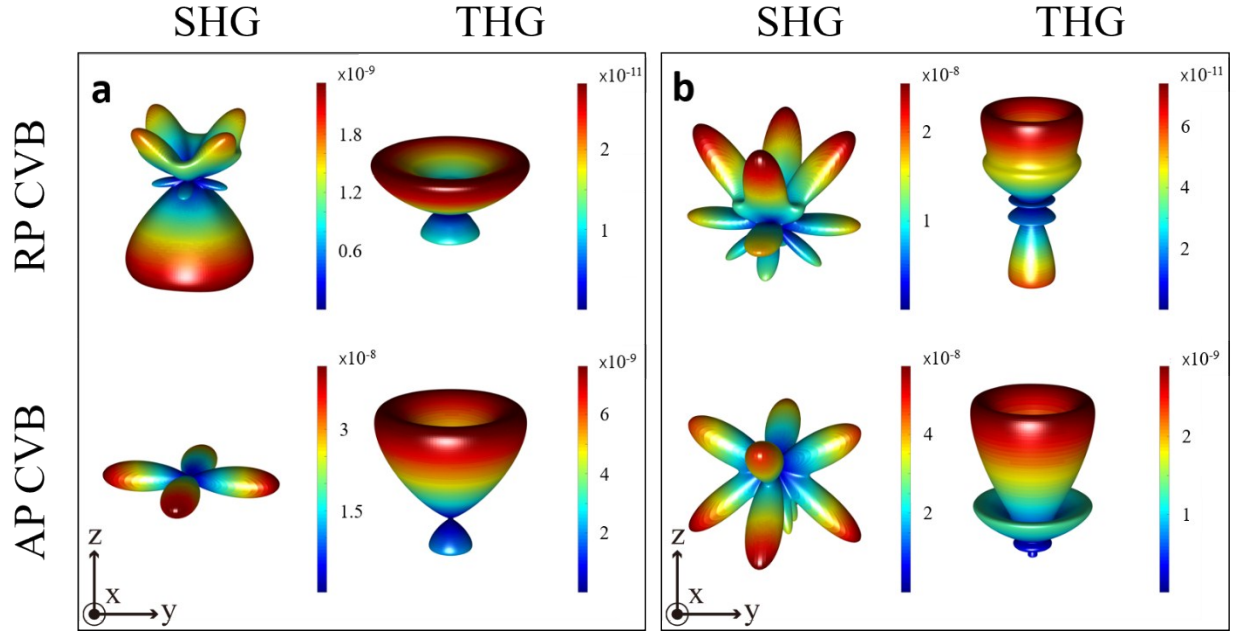 SHG THG SHG THG
RP CVB
AP CVB
a
x10-9
1.8
1.2
0.6
x10-11
2
1
b
x10-8
2
1
x10-11
6
4
2
x10-8
3
1.5
x10-9
6
4
2
z
x
y
x10-8
4
2
x10-9
2
1
z
x
y